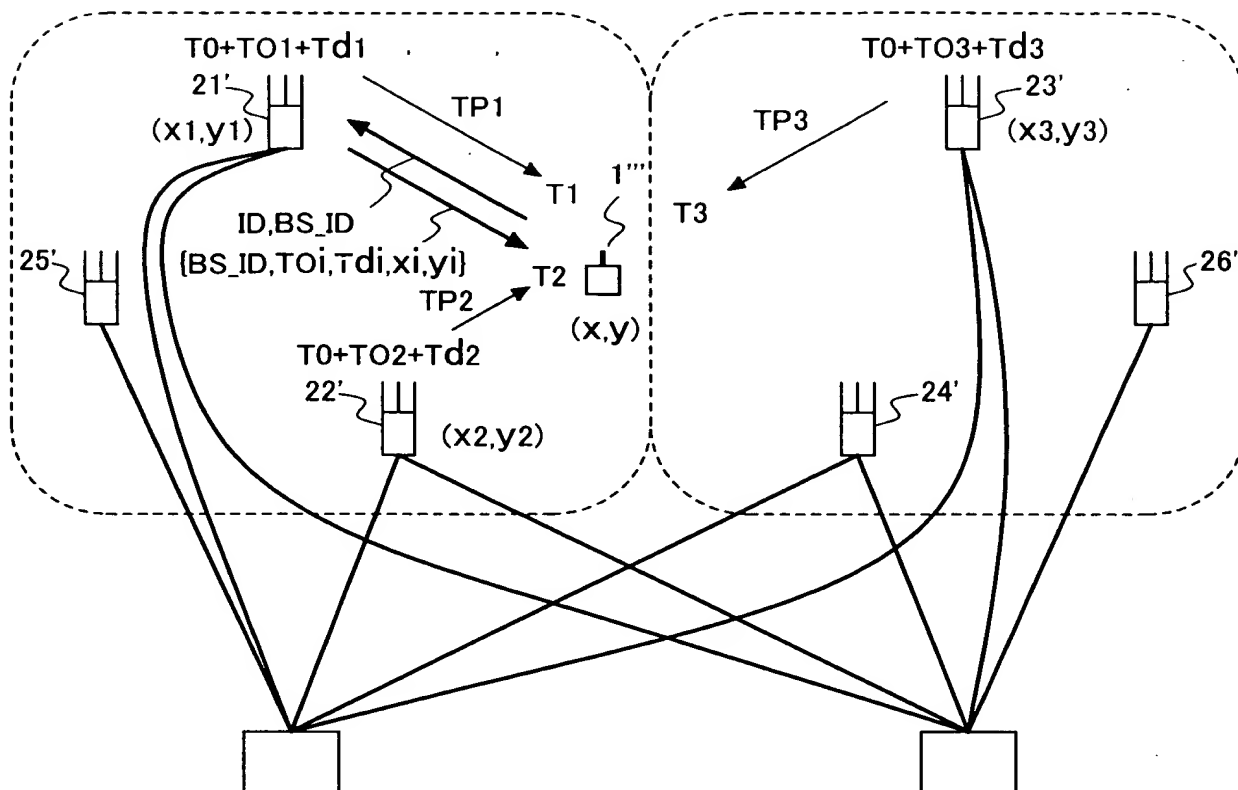 T0+TO1+Td1
T0+TO3+Td3
21'
23'
TP1
TP3
(x1,y1)
(x3,y3)
1'''
T1
T3
ID,BS_ID
{BS_ID,TOi,Tdi,xi,yi}
25'
T2
26'
TP2
(x,y)
T0+TO2+Td2
22'
24'
(x2,y2)